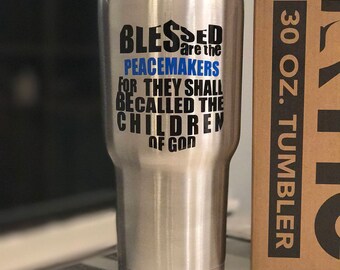 BLESSED
are the
PEACEMAKERS
FOR THEY SHALL
BE CALLED THE
CHILDREN
OF GOD
30 OZ. TUMBLER